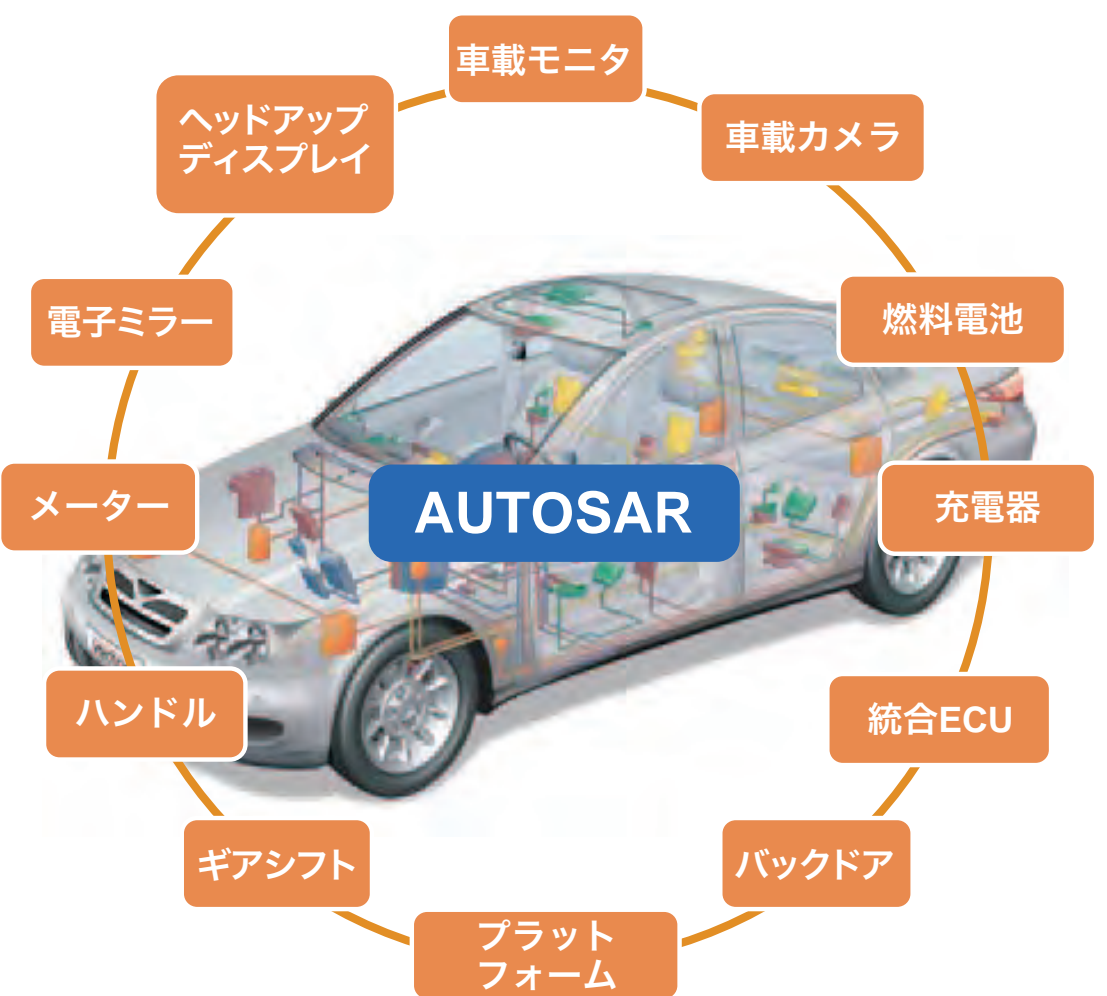 車載モニタ
ヘッドアップ
ディスプレイ
車載カメラ
電子ミラー
燃料電池
メーター
AUTOSAR
充電器
ハンドル
統合ECU
ギアシフト
バックドア
プラット
フォーム